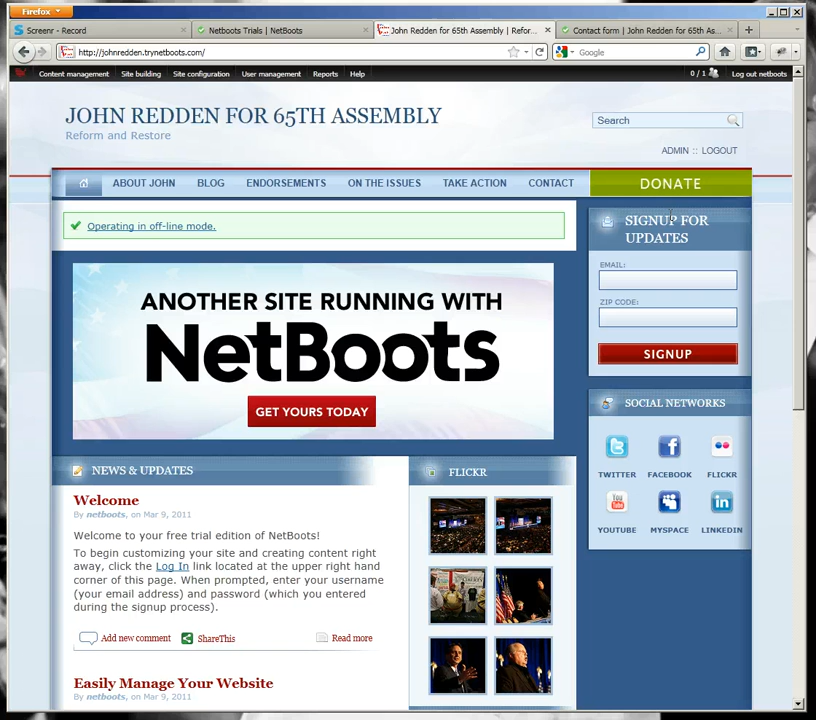 Firefox
Screenr - Record
Netboots Trials | NetBoots
John Redden for 65th Assembly | Refor...
Contact form | John Redden for 65th As...
http://johnredden.trynetboots.com/
Google
Content management
Site building
Site configuration
User management
Reports
Help
0 / 1
Log out netboots
JOHN REDDEN FOR 65TH ASSEMBLY
Reform and Restore
Search
ADMIN :: LOGOUT
ABOUT JOHN
BLOG
ENDORSEMENTS
ON THE ISSUES
TAKE ACTION
CONTACT
DONATE
Operating in off-line mode.
SIGNUP FOR
UPDATES
EMAIL:
ZIP CODE:
SIGNUP
ANOTHER SITE RUNNING WITH
NetBoots
GET YOURS TODAY
SOCIAL NETWORKS
TWITTER
FACEBOOK
FLICKR
You
Tube
YOUTUBE
MYSPACE
LINKEDIN
NEWS & UPDATES
Welcome
By netboots, on Mar 9, 2011
Welcome to your free trial edition of NetBoots!
To begin customizing your site and creating content right
away, click the Log In link located at the upper right hand
corner of this page. When prompted, enter your username
(your email address) and password (which you entered
during the signup process).
Add new comment
ShareThis
Read more
Easily Manage Your Website
By netboots, on Mar 9, 2011
FLICKR